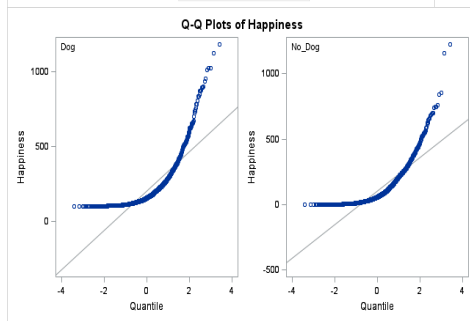 Q-Q Plots of Happiness
Dog
1000
500
0
Happiness
-4 -2 0 2 4
Quantile
No_Dog
1000
500
0
-500
Happiness
-4 -2 0 2 4
Quantile